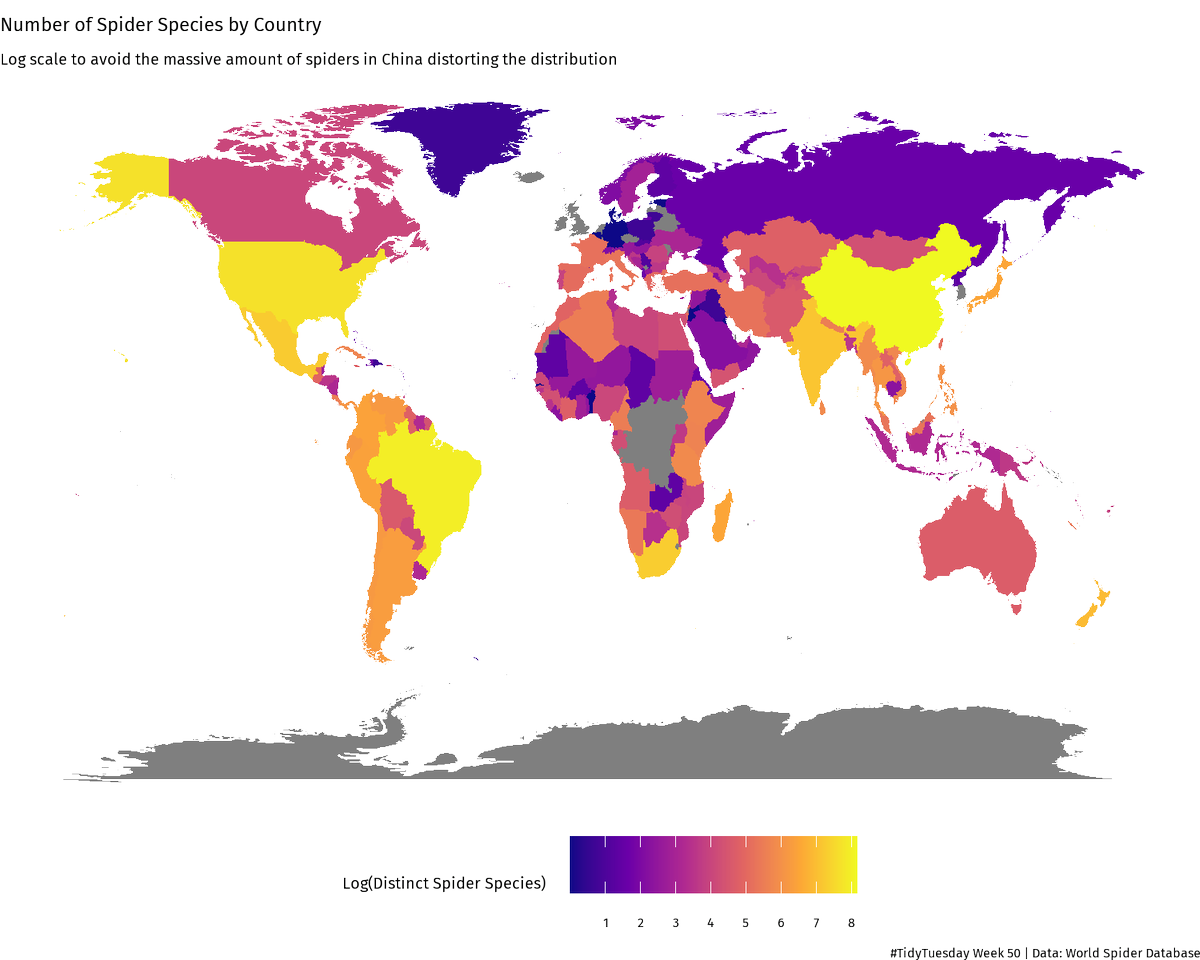 Number of Spider Species by Country
Log scale to avoid the massive amount of spiders in China distorting the distribution
Log(Distinct Spider Species)
1 2 3 4 5 6 7 8
#TidyTuesday Week 50 | Data: World Spider Database